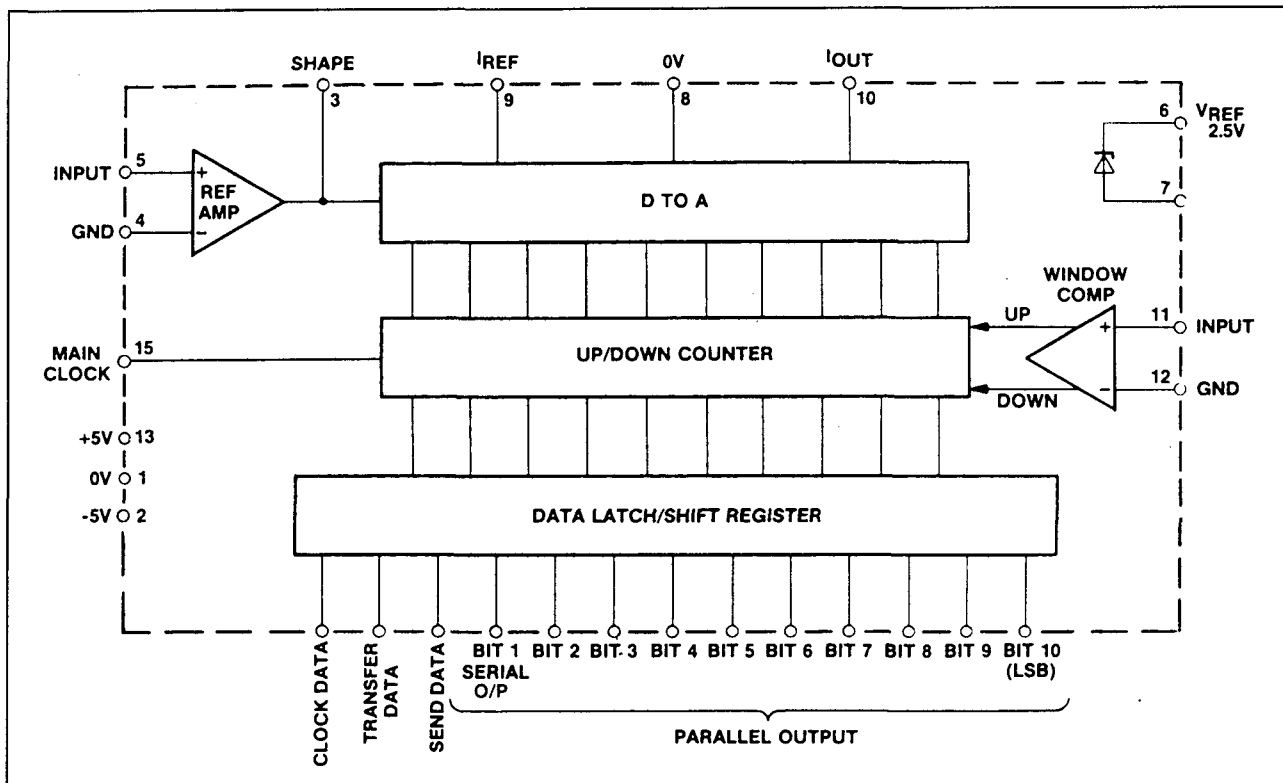 SHAPE
3
IREF
9
0V
8
IOUT
10
6
VREF
2.5V
7
INPUT
5
+
REF
AMP
GND
4
−
D TO A
WINDOW
COMP
UP
+
11
INPUT
MAIN
CLOCK
15
UP/DOWN COUNTER
DOWN
−
12
GND
+5V
13
0V
1
-5V
2
DATA LATCH/SHIFT REGISTER
CLOCK DATA
TRANSFER
DATA
SEND DATA
BIT 1
SERIAL
O/P
BIT 2
BIT 3
BIT 4
BIT 5
BIT 6
BIT 7
BIT 8
BIT 9
BIT 10
(LSB)
PARALLEL OUTPUT